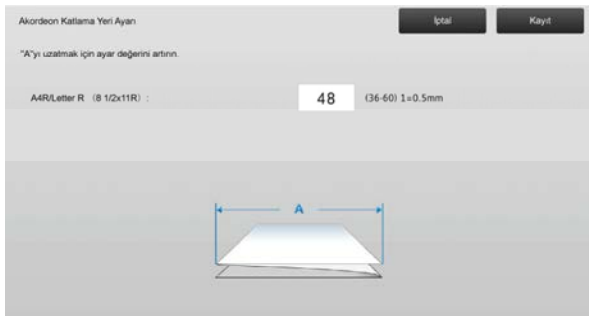 Akordeon Katlama Yeri Ayarı
İptal
Kayıt
"A"yı uzatmak için ayar değerini artırın.
A4R/Letter R （8 1/2x11R） :
48
(36-60) 1=0.5mm
A